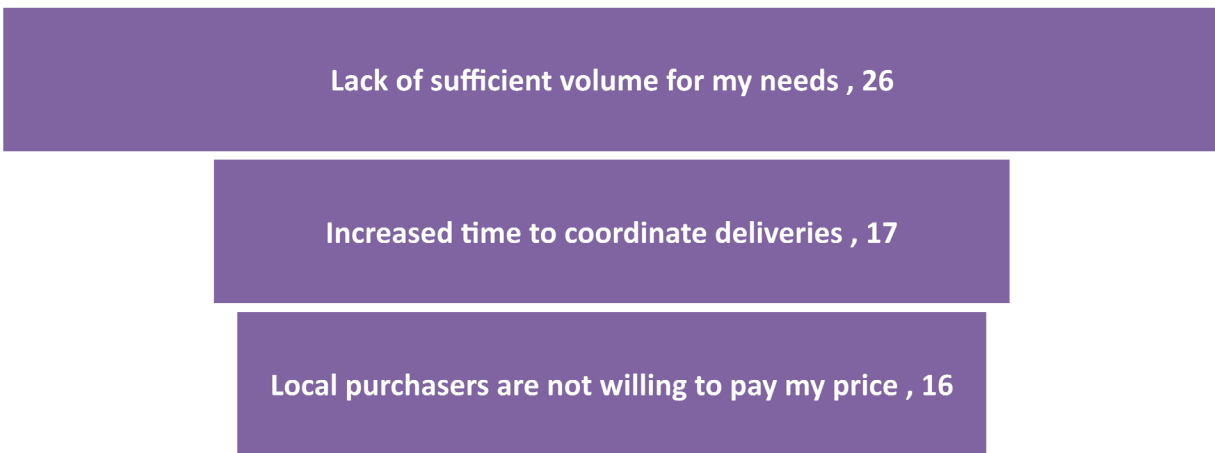 Lack of sufficient volume for my needs , 26
Increased time to coordinate deliveries , 17
Local purchasers are not willing to pay my price , 16